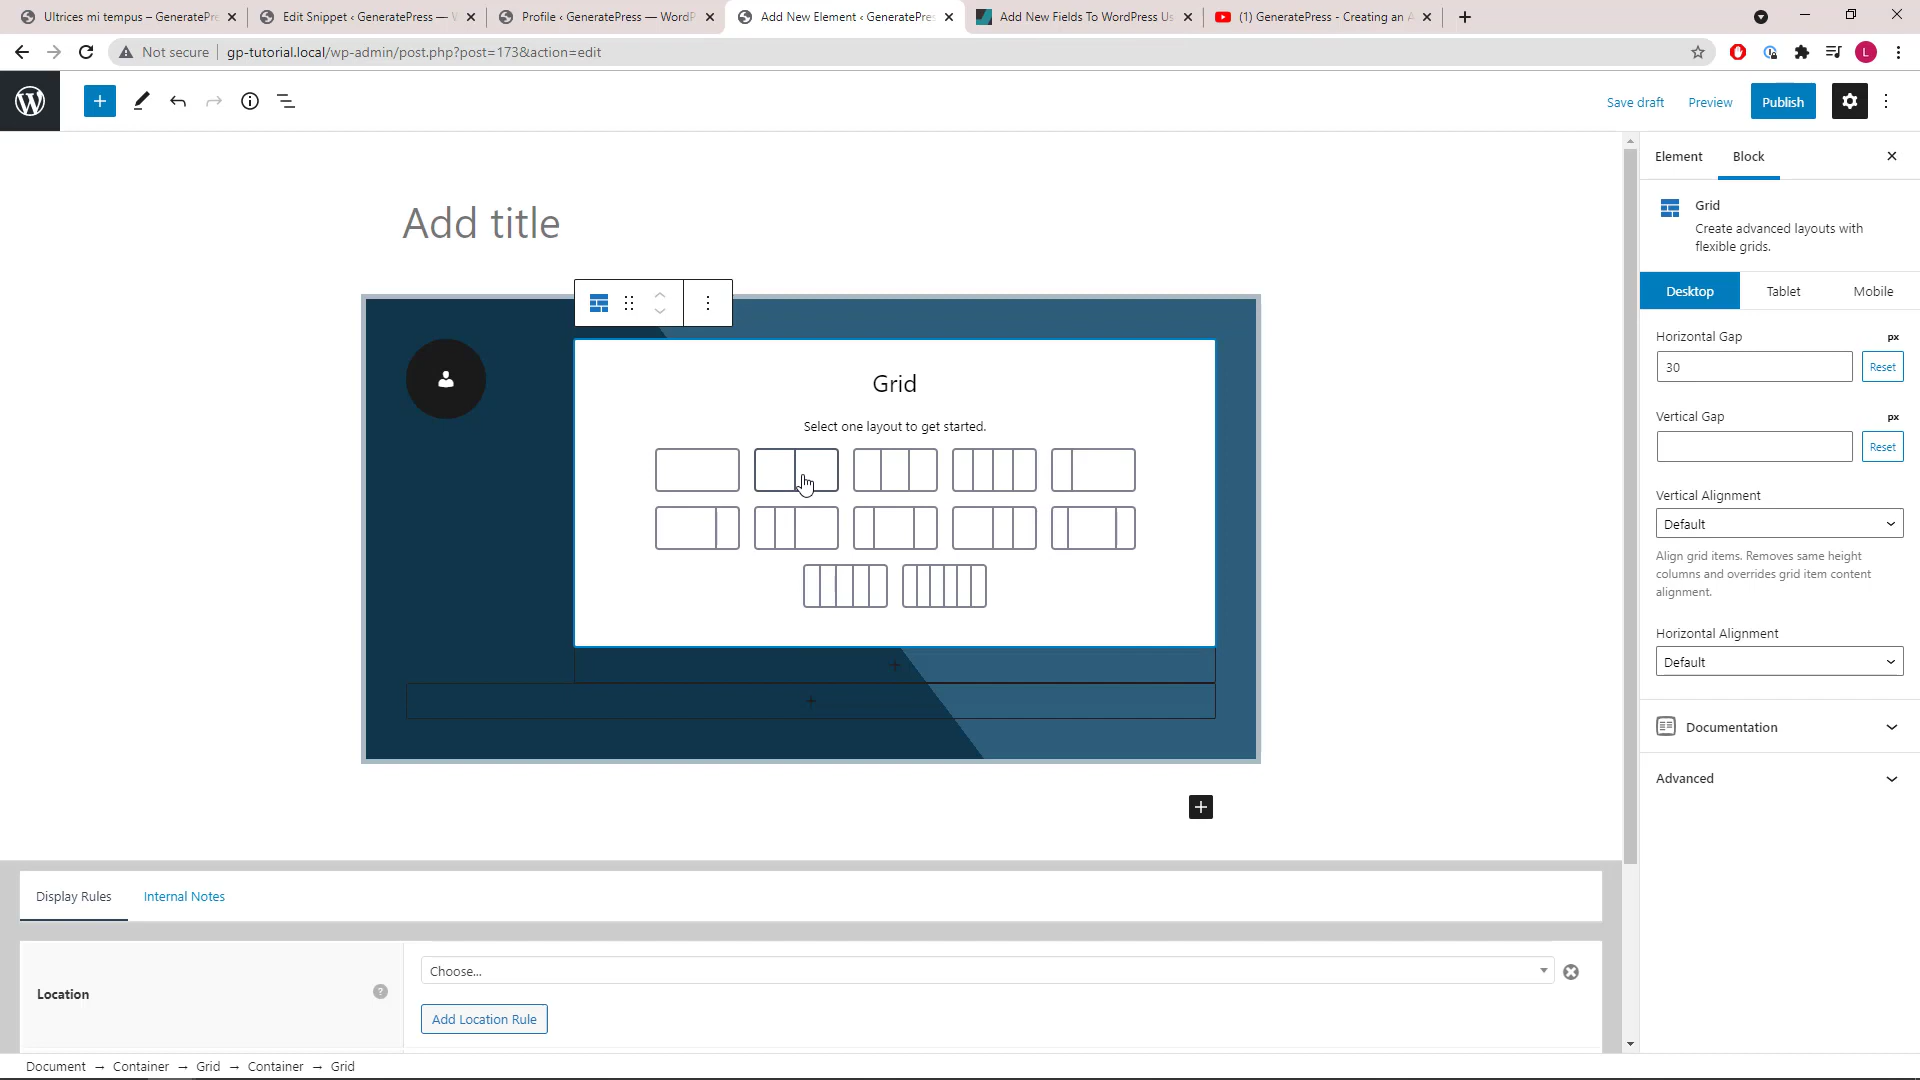 Ultrices mi tempus – GeneratePre
Edit Snippet ‹ GeneratePress — W
Profile ‹ GeneratePress — WordP
Add New Element ‹ GeneratePres
Add New Fields To WordPress Us
(1) GeneratePress - Creating an A
Not secure
gp-tutorial.local/wp-admin/post.php?post=173&action=edit
L
Save draft
Preview
Publish
Element
Block
Add title
Grid
Create advanced layouts with
flexible grids.
Desktop
Tablet
Mobile
Horizontal Gap
px
30
Reset
Vertical Gap
px
Reset
Vertical Alignment
Default
Align grid items. Removes same height
columns and overrides grid item content
alignment.
Horizontal Alignment
Default
Documentation
Advanced
Grid
Select one layout to get started.
Display Rules
Internal Notes
Location
?
Choose...
Add Location Rule
Document → Container → Grid → Container → Grid